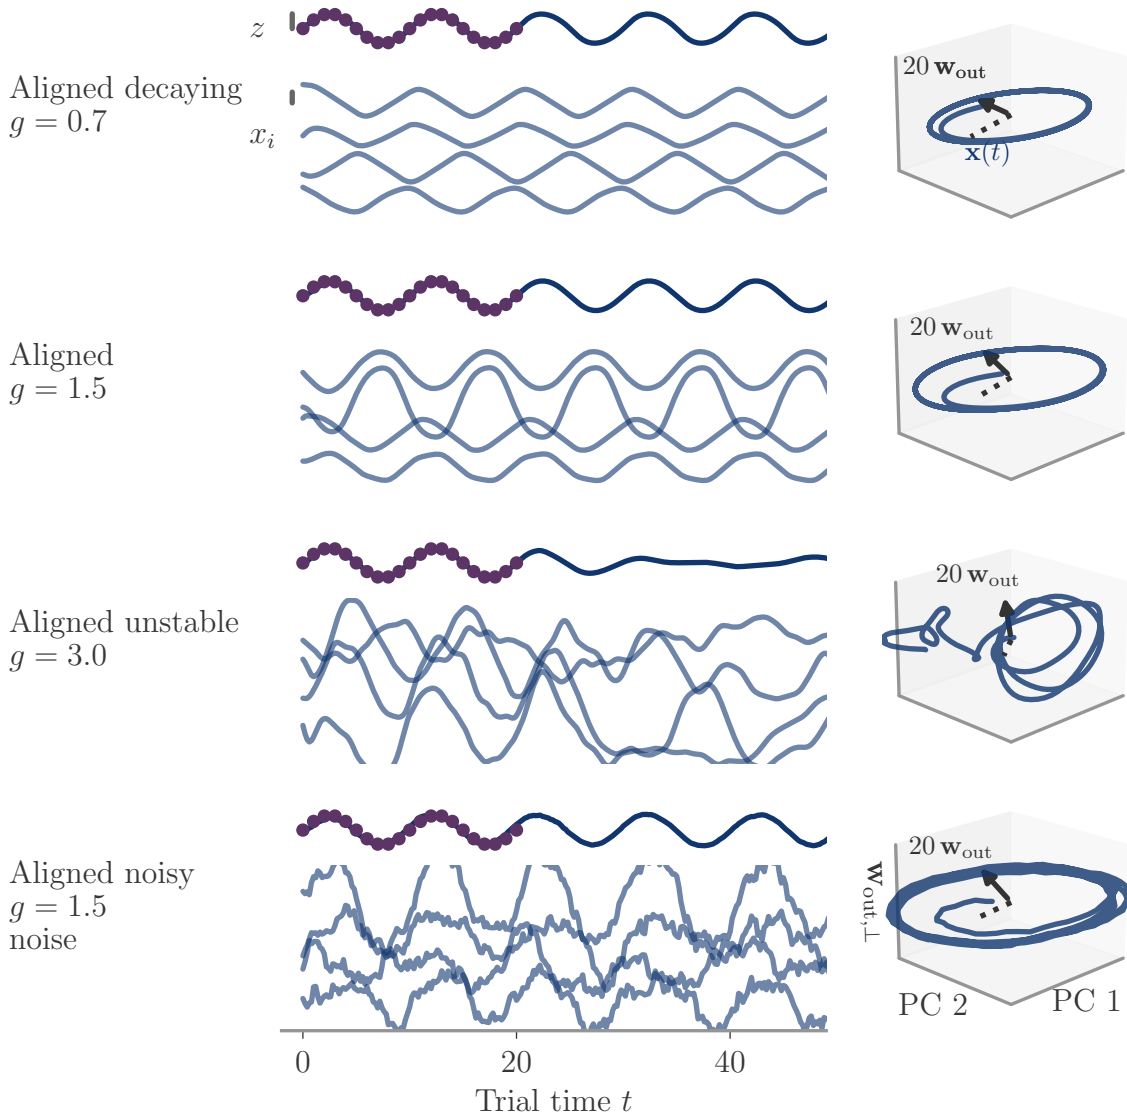 z
Aligned decaying
g = 0.7
x_i
20 w_out
x(t)
Aligned
g = 1.5
20 w_out
Aligned unstable
g = 3.0
20 w_out
Aligned noisy
g = 1.5
noise
20 w_out
w_out,⊥
PC 2
PC 1
0
20
40
Trial time t